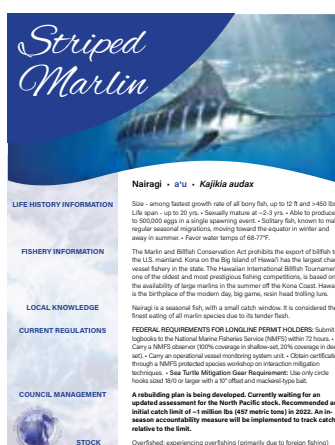 Striped
Marlin
Nairagi • a'u • Kajikia audax
LIFE HISTORY INFORMATION
Size - among fastest growth rate of all bony fish, up to 12 ft and >450 lbs.
Life span - up to 20 yrs. • Sexually mature at ~2-3 yrs. • Able to produce
to 500,000 eggs in a single spawning event. • Solitary fish, known to
regular seasonal migrations, moving toward the equator in winter and
away in summer. • Favor water temps of 68-77°F.
FISHERY INFORMATION
The Marlin and Billfish Conservation Act prohibits the export of billfish
the U.S. mainland. Kona on the Big Island of Hawai'i has the largest
vessel fishery in the state. The Hawaiian International Billfish
one of the oldest and most prestigious fishing competitions, is based on
the availability of large marlins in the summer off the Kona Coast.
is the birthplace of the modern day, big game, resin head trolling lure.
LOCAL KNOWLEDGE
Nairagi is a seasonal fish, with a small catch window. It is considered the
finest eating of all marlin species due to its tender flesh.
CURRENT REGULATIONS
FEDERAL REQUIREMENTS FOR LONGLINE PERMIT HOLDERS: Submit
logbooks to the National Marine Fisheries Service (NMFS) within 72 hours. •
Carry a NMFS observer (100% coverage in shallow-set, 20% coverage in
set). • Carry an operational vessel monitoring unit system. • Obtain
through a NMFS protected species workshop on interaction mitigation
techniques. • Sea Turtle Mitigation Gear Requirement: Use only circle
hooks sized 18/0 or larger with a 10° offset and mackerel-type bait.
COUNCIL MANAGEMENT
A rebuilding plan is being developed. Currently waiting for an
updated assessment for the North Pacific stock. Recommended an
initial catch limit of ~1 million lbs (457 metric tons) in 2022. An in-
season accountability measure will be implemented to track catch
relative to the limit.
STOCK
Overfished; experiencing overfishing (primarily due to foreign fishing)